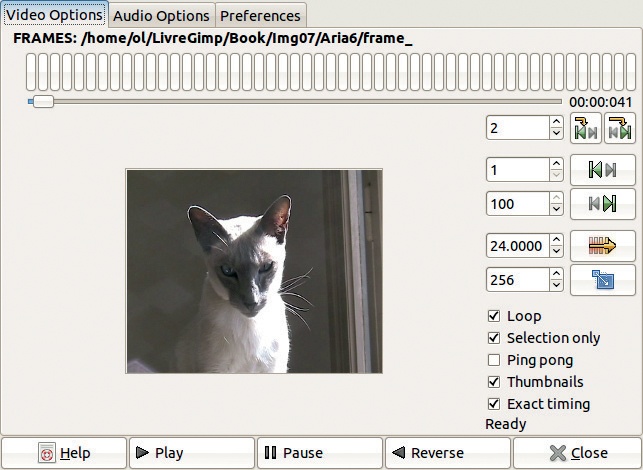 Video Options Audio Options Preferences
FRAMES: /home/ol/LivreGimp/Book/Img07/Aria6/frame_
00:00:041
2
1
100
24.0000
256
Loop
Selection only
Ping pong
Thumbnails
Exact timing
Ready
Help Play Pause Reverse Close